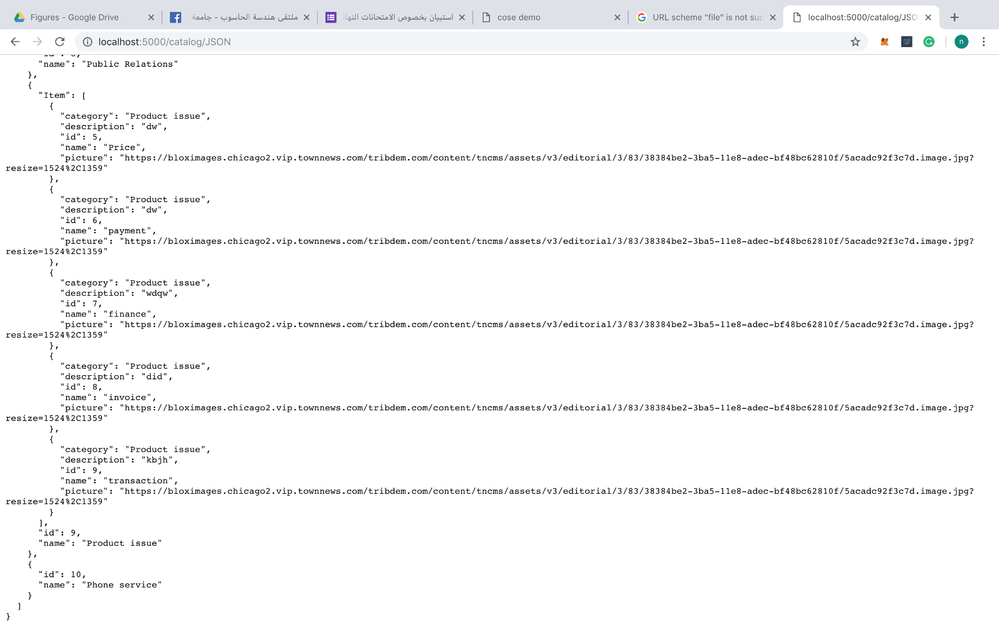 Figures - Google Drive
ملتقى هندسة الحاسوب - جامعة
استبيان بخصوص الامتحانات
cose demo
URL scheme "file" is not sup
localhost:5000/catalog/JSO
localhost:5000/catalog/JSON
n
"name": "Public Relations"
},
{
"Item": [
{
"category": "Product issue",
"description": "dw",
"id": 5,
"name": "Price",
"picture": "https://bloximages.chicago2.vip.townnews.com/tribdem.com/content/tncms/assets/v3/editorial/3/83/38384be2-3ba5-11e8-adec-bf48bc62810f/5acadc92f3c7d.image.jpg?
resize=1524%2C1359"
},
{
"category": "Product issue",
"description": "dw",
"id": 6,
"name": "payment",
"picture": "https://bloximages.chicago2.vip.townnews.com/tribdem.com/content/tncms/assets/v3/editorial/3/83/38384be2-3ba5-11e8-adec-bf48bc62810f/5acadc92f3c7d.image.jpg?
resize=1524%2C1359"
},
{
"category": "Product issue",
"description": "wdqw",
"id": 7,
"name": "finance",
"picture": "https://bloximages.chicago2.vip.townnews.com/tribdem.com/content/tncms/assets/v3/editorial/3/83/38384be2-3ba5-11e8-adec-bf48bc62810f/5acadc92f3c7d.image.jpg?
resize=1524%2C1359"
},
{
"category": "Product issue",
"description": "did",
"id": 8,
"name": "invoice",
"picture": "https://bloximages.chicago2.vip.townnews.com/tribdem.com/content/tncms/assets/v3/editorial/3/83/38384be2-3ba5-11e8-adec-bf48bc62810f/5acadc92f3c7d.image.jpg?
resize=1524%2C1359"
},
{
"category": "Product issue",
"description": "kbjh",
"id": 9,
"name": "transaction",
"picture": "https://bloximages.chicago2.vip.townnews.com/tribdem.com/content/tncms/assets/v3/editorial/3/83/38384be2-3ba5-11e8-adec-bf48bc62810f/5acadc92f3c7d.image.jpg?
resize=1524%2C1359"
}
],
"id": 9,
"name": "Product issue"
},
{
"id": 10,
"name": "Phone service"
}
]
}